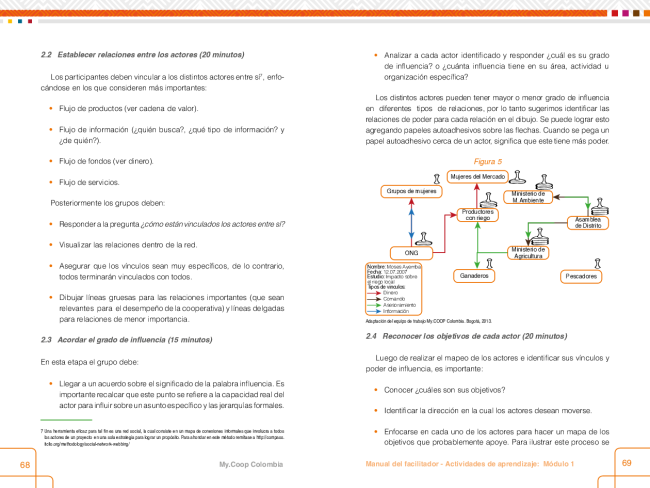 2.2 Establecer relaciones entre los actores (20 minutos)
Los participantes deben vincular a los distintos actores entre sí⁷, enfo-
cándose en los que consideren más importantes:
• Flujo de productos (ver cadena de valor).
• Flujo de información (¿quién busca?, ¿qué tipo de información? y
¿de quién?).
• Flujo de fondos (ver dinero).
• Flujo de servicios.
Posteriormente los grupos deben:
• Responder a la pregunta ¿cómo están vinculados los actores entre sí?
• Visualizar las relaciones dentro de la red.
• Asegurar que los vínculos sean muy específicos, de lo contrario,
todos terminarán vinculados con todos.
• Dibujar líneas gruesas para las relaciones importantes (que sean
relevantes para el desempeño de la cooperativa) y líneas delgadas
para relaciones de menor importancia.
2.3 Acordar el grado de influencia (15 minutos)
En esta etapa el grupo debe:
• Llegar a un acuerdo sobre el significado de la palabra influencia. Es
importante recalcar que este punto se refiere a la capacidad real del
actor para influir sobre un asunto específico y las jerarquías formales.
7 Una herramienta eficaz para tal fin es una red social, la cual consiste en un mapa de conexiones informales que involucra a todos
los actores de un proyecto en una sola estrategia para lograr un propósito. Para ahondar en este método remítase a http://compass
68
My.Coop Colombia
• Analizar a cada actor identificado y responder ¿cuál es su grado
de influencia? o ¿cuánta influencia tiene en su área, actividad u
organización específica?
Los distintos actores pueden tener mayor o menor grado de influencia
en diferentes tipos de relaciones, por lo tanto sugerimos identificar las
relaciones de poder para cada relación en el dibujo. Se puede lograr esto
agregando papeles autoadhesivos sobre las flechas. Cuando se pega un
papel autoadhesivo cerca de un actor, significa que este tiene más poder.
Figura 5
Mujeres del Mercado
Grupos de mujeres
Ministerio de
M.Ambiente
Productores
con riego
Asamblea
de Distrito
ONG
Ministerio de
Agricultura
Ganaderos
Pescadores
Nombre: Moses Ayamba
Fecha: 12.07.2007
Estudio: Impacto sobre
el riego local
Tipos de vínculos
Dinero
Comando
Asesoramiento
Información
Adaptación del equipo de trabajo My.COOP Colombia. Bogotá, 2013.
2.4 Reconocer los objetivos de cada actor (20 minutos)
Luego de realizar el mapeo de los actores e identificar sus vínculos y
poder de influencia, es importante:
• Conocer ¿cuáles son sus objetivos?
• Identificar la dirección en la cual los actores desean moverse.
• Enfocarse en cada uno de los actores para hacer un mapa de los
objetivos que probablemente apoye. Para ilustrar este proceso se
Manual del facilitador - Actividades de aprendizaje: Módulo 1
69